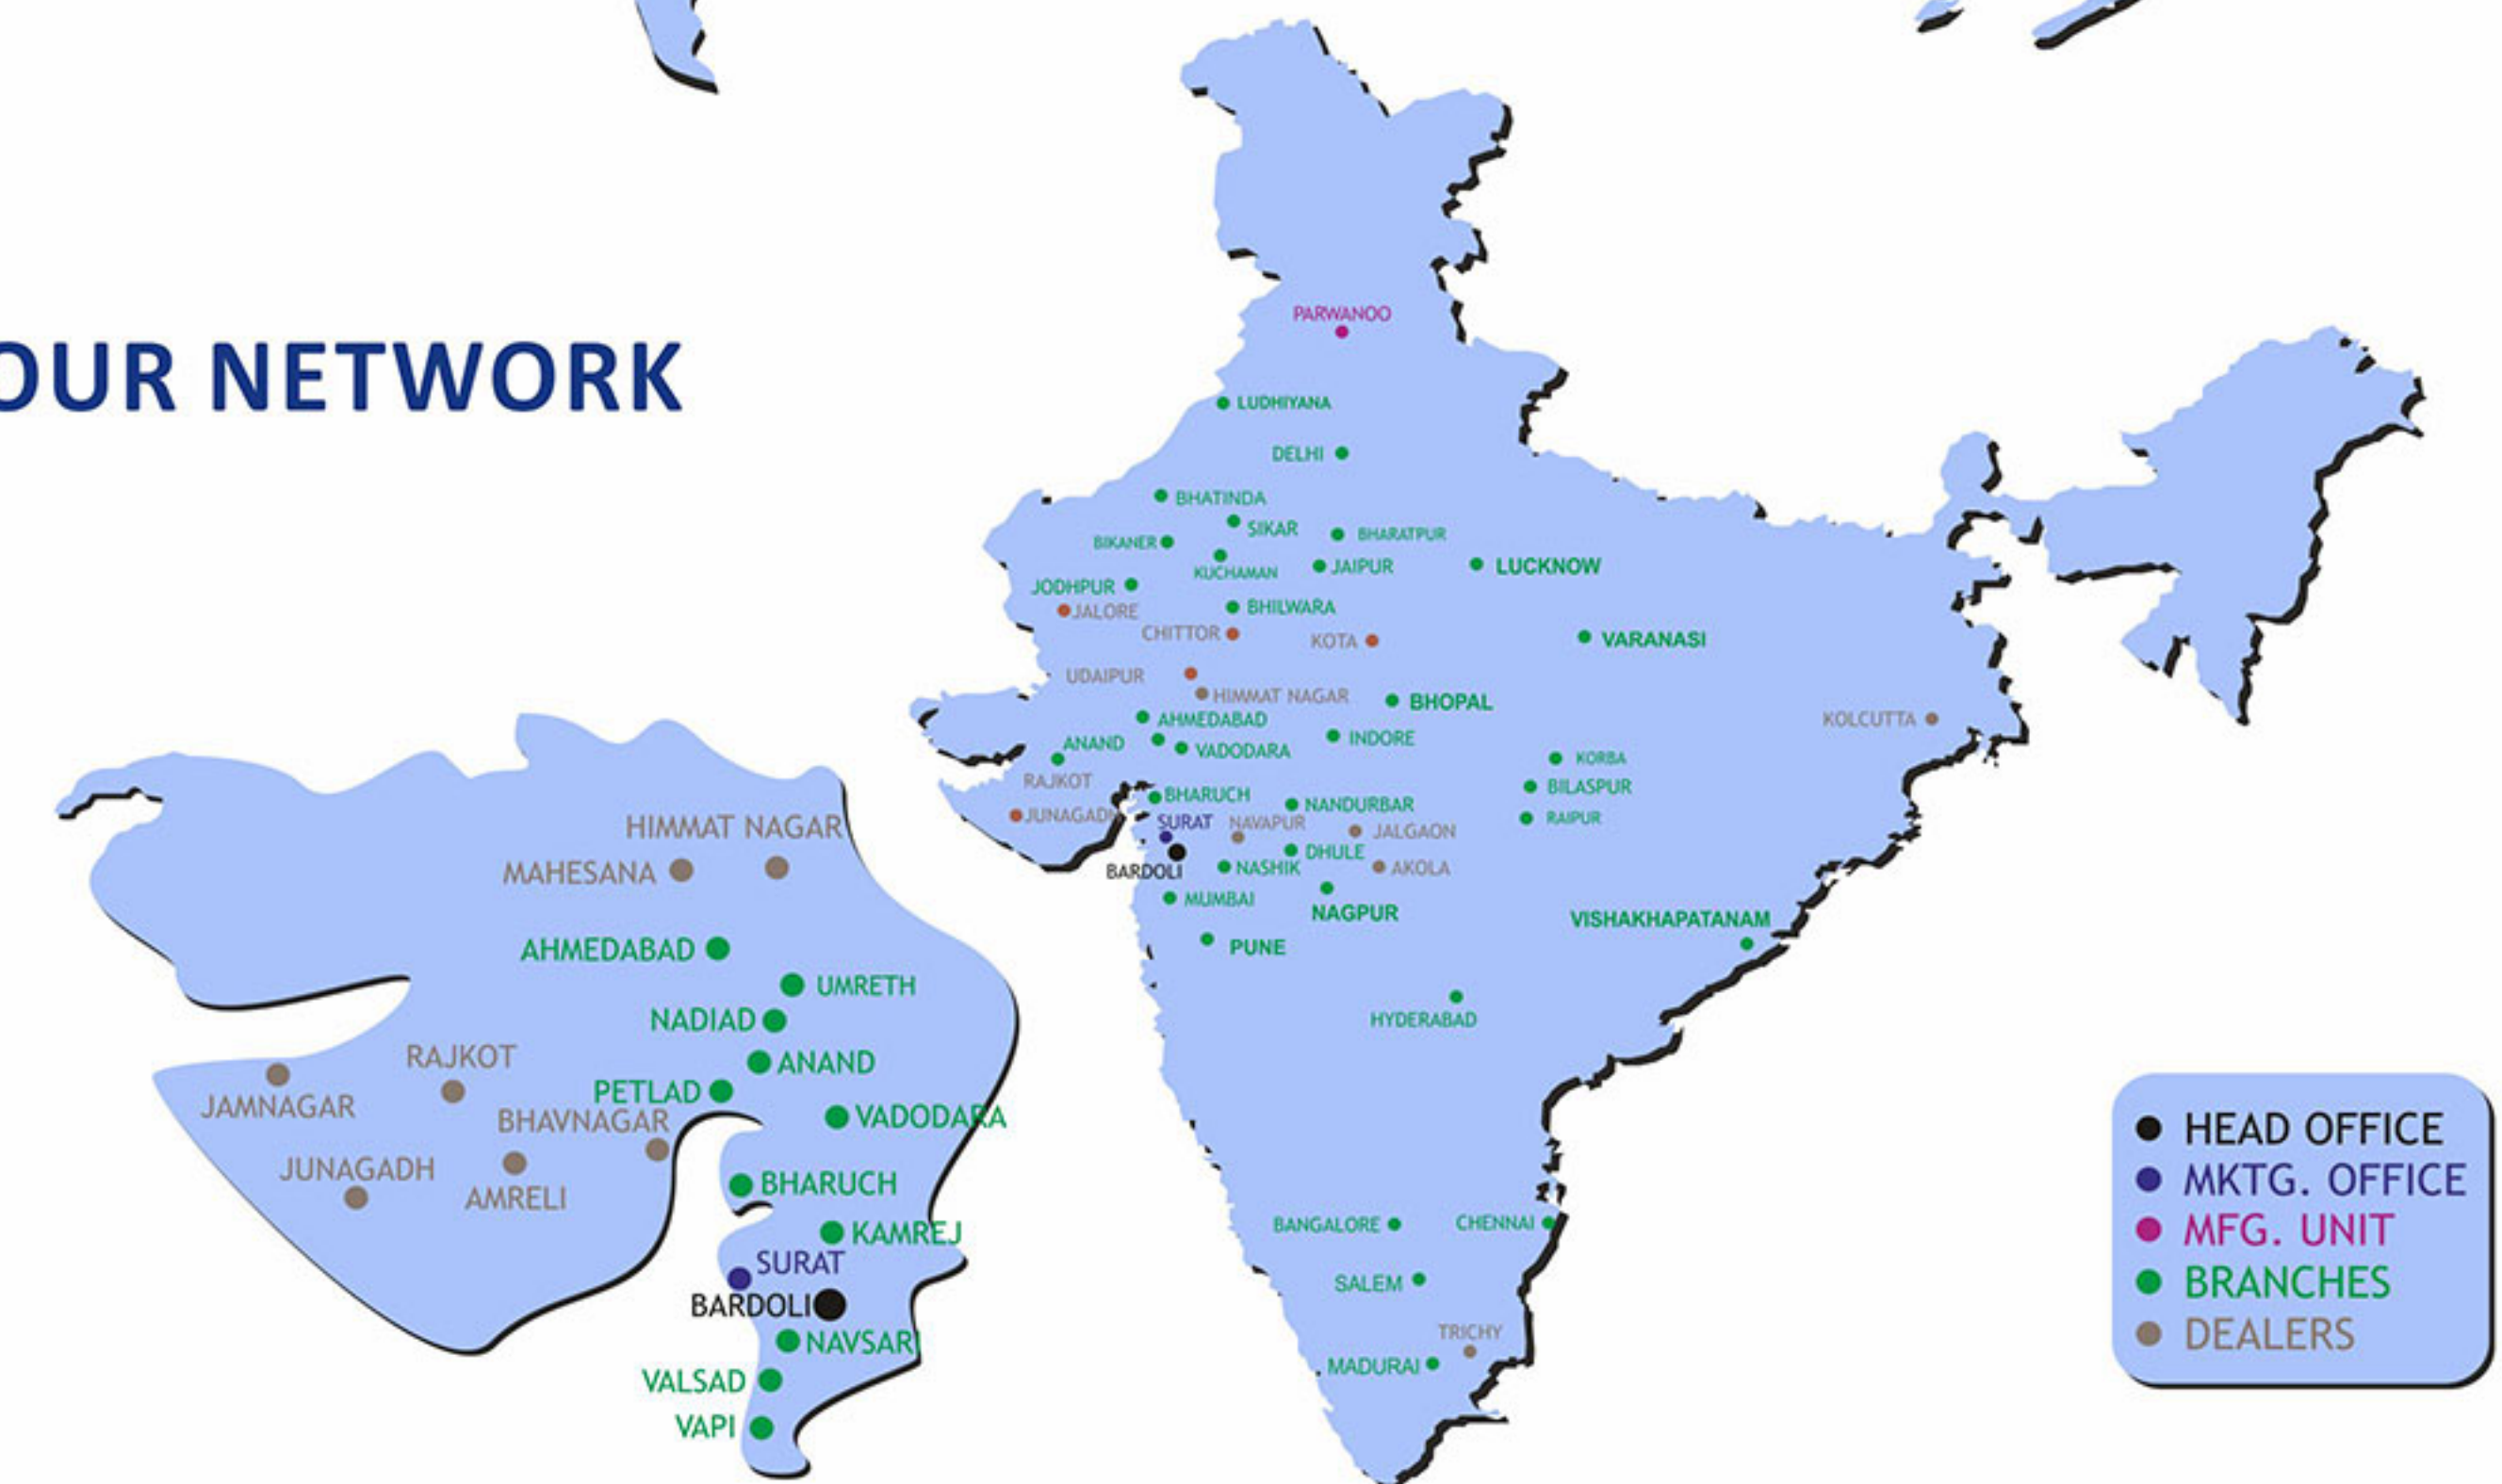 OUR NETWORK
PARWANOO
LUDHIYANA
DELHI
BHATINDA
SIKAR
BHARATPUR
BIKANER
KUCHAMAN
JAIPUR
LUCKNOW
JODHPUR
JALORE
BHILWARA
CHITTOR
KOTA
VARANASI
UDAIPUR
HIMMAT NAGAR
BHOPAL
AHMEDABAD
KOLCUTTA
ANAND
VADODARA
INDORE
KORBA
RAJKOT
BHARUCH
NANDURBAR
BILASPUR
JUNAGADH
SURAT
NAVAPUR
JALGAON
RAIPUR
BARDOLI
DHULE
NASHIK
AKOLA
MUMBAI
NAGPUR
VISHAKHAPATANAM
PUNE
HYDERABAD
BANGALORE
CHENNAI
SALEM
TRICHY
MADURAI
HIMMAT NAGAR
MAHESANA
AHMEDABAD
UMRETH
NADIAD
RAJKOT
ANAND
PETLAD
JAMNAGAR
BHAVNAGAR
VADODARA
JUNAGADH
AMRELI
BHARUCH
KAMREJ
SURAT
BARDOLI
NAVSARI
VALSAD
VAPI
HEAD OFFICE
MKTG. OFFICE
MFG. UNIT
BRANCHES
DEALERS